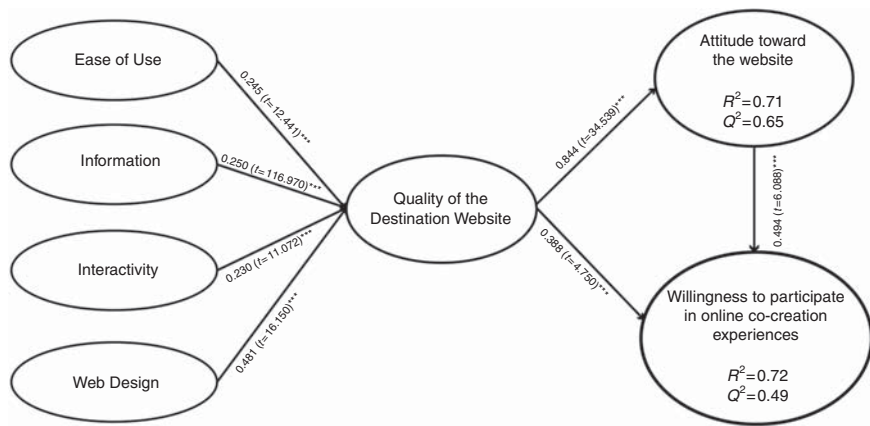 Ease of Use
Information
Interactivity
Web Design
0.245 (t=12.441)***
0.250 (t=116.970)***
0.230 (t=11.072)***
0.481 (t=16.150)***
Quality of the
Destination Website
0.844 (t=34.539)***
0.388 (t=4.750)***
Attitude toward
the website
R²=0.71
Q²=0.65
0.494 (t=6.088)***
Willingness to participate
in online co-creation
experiences
R²=0.72
Q²=0.49